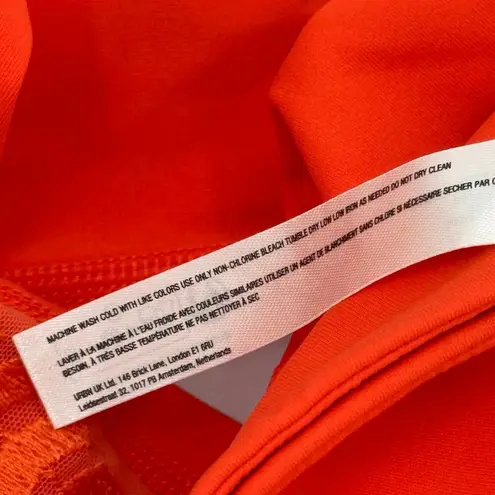 MACHINE WASH COLD WITH LIKE COLORS USE ONLY NON-CHLORINE BLEACH TUMBLE DRY LOW LOW IRON AS NEEDED DO NOT DRY CLEAN
LAVER À LA MACHINE À L'EAU FROIDE AVEC COULEURS SIMILAIRES UTILISER UN AGENT DE BLANCHIMENT SANS CHLORE SI NÉCESSAIRE SECHER PAR
BESOIN. À TRÈS BASSE TEMPÉRATURE NE PAS NETTOYER À SEC
URBN UK Ltd. 146 Brick Lane, London E1 6RU
Leidsestraat 32, 1017 PB Amsterdam, Netherlands